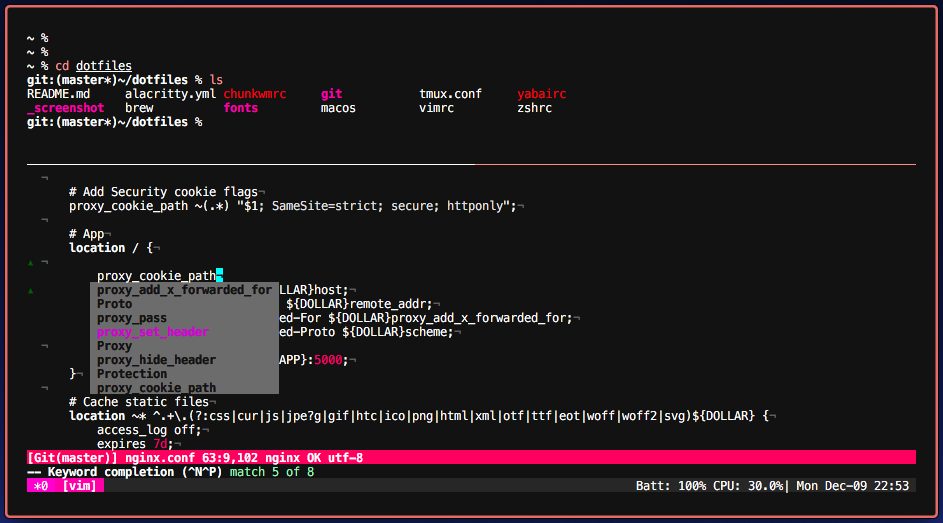 ~ %
~ %
~ % cd dotfiles
git:(master*)~/dotfiles % ls
README.md alacritty.yml chunkwmrc git tmux.conf yabairc
_screenshot brew fonts macos vimrc zshrc
git:(master*)~/dotfiles %
¬
# Add Security cookie flags¬
proxy_cookie_path ~(.*) "$1; SameSite=strict; secure; httponly";¬
¬
# App¬
location / {¬
¬
proxy_cookie_path¬
proxy_add_x_forwarded_for LLAR}host;¬
Proto ${DOLLAR}remote_addr;¬
proxy_pass ed-For ${DOLLAR}proxy_add_x_forwarded_for;¬
proxy_set_header ed-Proto ${DOLLAR}scheme;¬
¬ Proxy
proxy_hide_header APP}:5000;¬
}¬ Protection
¬ proxy_cookie_path
# Cache static files¬
location ~* ^.+\.(?:css|cur|js|jpe?g|gif|htc|ico|png|html|xml|otf|ttf|eot|woff|woff2|svg)${DOLLAR} {¬
access_log off;¬
expires 7d;¬
[Git(master)] nginx.conf 63:9,102 nginx OK utf-8
-- Keyword completion (^N^P) match 5 of 8
*0 [vim] Batt: 100% CPU: 30.0%| Mon Dec-09 22:53